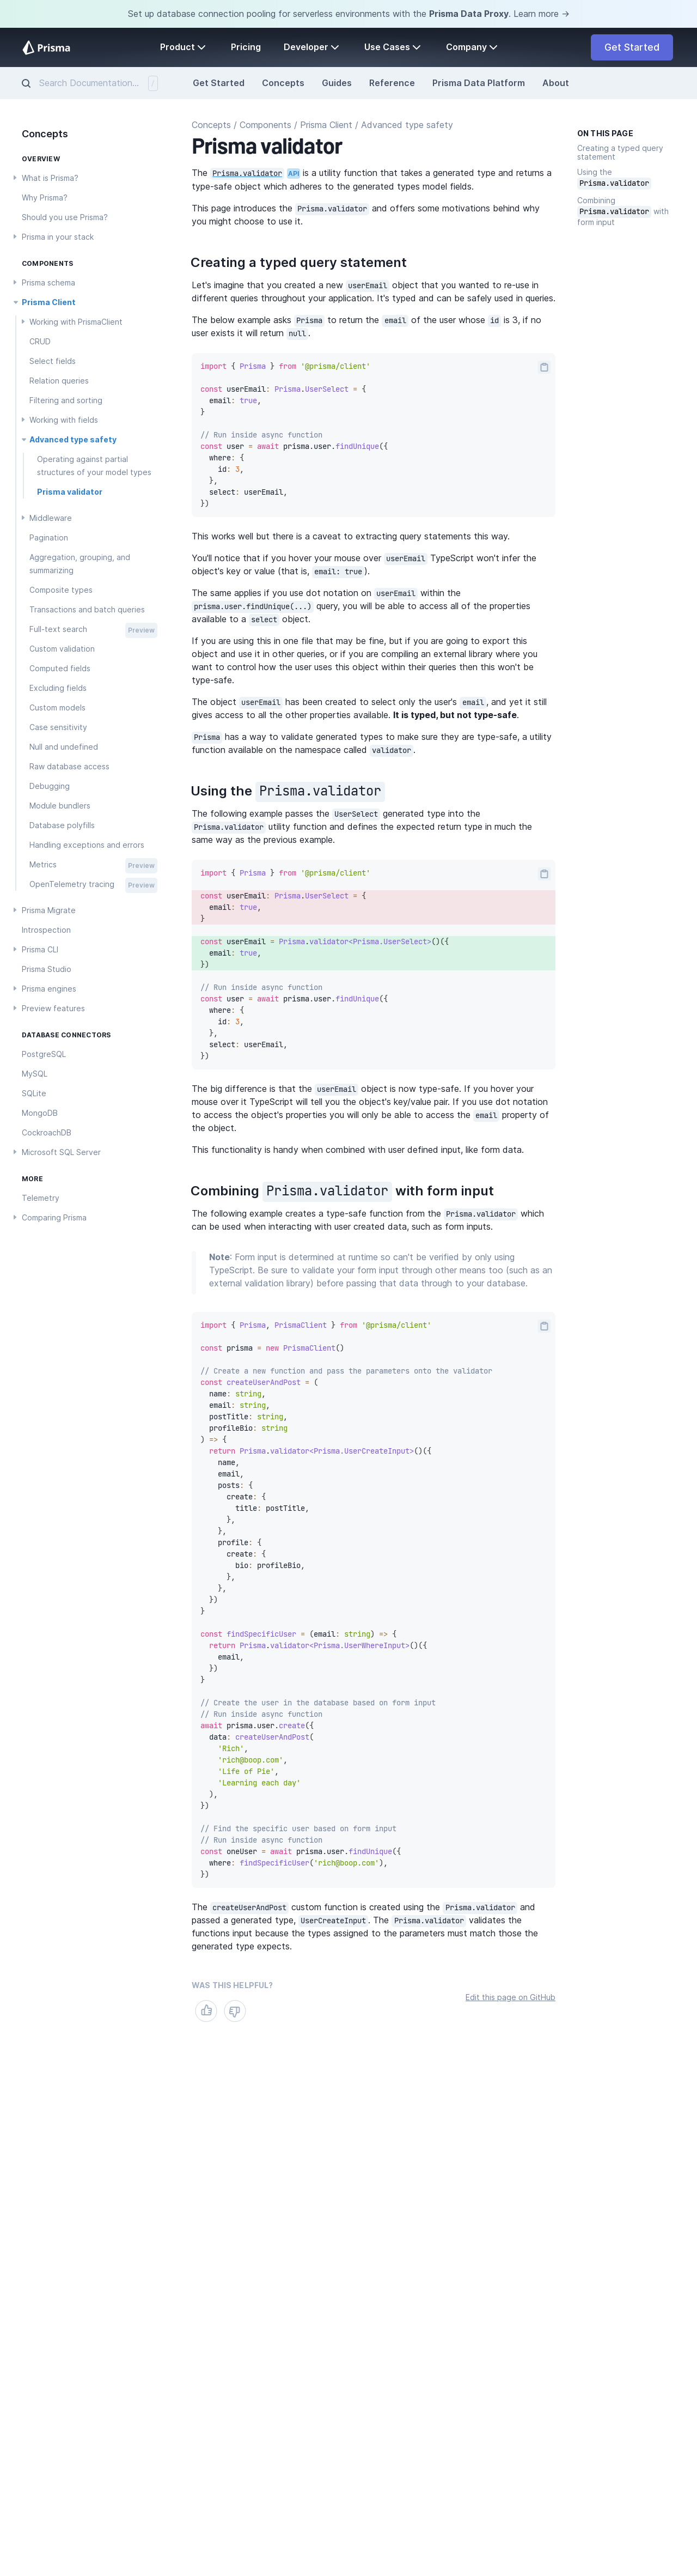 Set up database connection pooling for serverless environments with the Prisma Data Proxy. Learn more →
Prisma
Product
Pricing
Developer
Use Cases
Company
Get Started
Search Documentation...
/
Get Started
Concepts
Guides
Reference
Prisma Data Platform
About
Concepts
OVERVIEW
What is Prisma?
Why Prisma?
Should you use Prisma?
Prisma in your stack
COMPONENTS
Prisma schema
Prisma Client
Working with PrismaClient
CRUD
Select fields
Relation queries
Filtering and sorting
Working with fields
Advanced type safety
Operating against partial
structures of your model types
Prisma validator
Middleware
Pagination
Aggregation, grouping, and
summarizing
Composite types
Transactions and batch queries
Full-text search Preview
Custom validation
Computed fields
Excluding fields
Custom models
Case sensitivity
Null and undefined
Raw database access
Debugging
Module bundlers
Database polyfills
Handling exceptions and errors
Metrics Preview
OpenTelemetry tracing Preview
Prisma Migrate
Introspection
Prisma CLI
Prisma Studio
Prisma engines
Preview features
DATABASE CONNECTORS
PostgreSQL
MySQL
SQLite
MongoDB
CockroachDB
Microsoft SQL Server
MORE
Telemetry
Comparing Prisma
Concepts / Components / Prisma Client / Advanced type safety
Prisma validator
The Prisma.validator API is a utility function that takes a generated type and returns a
type-safe object which adheres to the generated type model fields.
This page introduces the Prisma.validator and offers some motivations behind why
you might choose to use it.
Creating a typed query statement
Let's imagine that you created a new userEmail object that you wanted to re-use in
different queries throughout your application. It's typed and can be safely used in queries.
The below example asks Prisma to return the email of the user whose id is 3, if no
user exists it will return null.
import { Prisma } from '@prisma/client'
const userEmail: Prisma.UserSelect = {
email: true,
}
// Run inside async function
const user = await prisma.user.findUnique({
where: {
id: 3,
},
select: userEmail,
})
This works well but there is a caveat to extracting query statements this way.
You'll notice that if you hover your mouse over userEmail TypeScript won't infer the
object's key or value (that is, email: true).
The same applies if you use dot notation on userEmail within the
prisma.user.findUnique(...) query, you will be able to access all of the properties
available to a select object.
If you are using this in one file that may be fine, but if you are going to export this
object and use it in other queries, or if you are compiling an external library where you
want to control how the user uses this object within their queries then this won't be
type-safe.
The object userEmail has been created to select only the user's email, and yet it still
gives access to all the other properties available. It is typed, but not type-safe.
Prisma has a way to validate generated types to make sure they are type-safe, a utility
function available on the namespace called validator.
Using the Prisma.validator
The following example passes the UserSelect generated type into the
Prisma.validator utility function and defines the expected return type in much the
same way as the previous example.
import { Prisma } from '@prisma/client'
const userEmail: Prisma.UserSelect = {
email: true,
}
const userEmail = Prisma.validator<Prisma.UserSelect>()({
email: true,
})
// Run inside async function
const user = await prisma.user.findUnique({
where: {
id: 3,
},
select: userEmail,
})
The big difference is that the userEmail object is now type-safe. If you hover your
mouse over it TypeScript will tell you the object's key/value pair. If you use dot notation
to access the object's properties you will only be able to access the email property of
the object.
This functionality is handy when combined with user defined input, like form data.
Combining Prisma.validator with form input
The following example creates a type-safe function from the Prisma.validator which
can be used when interacting with user created data, such as form inputs.
Note: Form input is determined at runtime so can't be verified by only using
TypeScript. Be sure to validate your form input through other means too (such as an
external validation library) before passing that data through to your database.
import { Prisma, PrismaClient } from '@prisma/client'
const prisma = new PrismaClient()
// Create a new function and pass the parameters onto the validator
const createUserAndPost = (
name: string,
email: string,
postTitle: string,
profileBio: string
) => {
return Prisma.validator<Prisma.UserCreateInput>()({
name,
email,
posts: {
create: {
title: postTitle,
},
},
profile: {
create: {
bio: profileBio,
},
},
})
}
const findSpecificUser = (email: string) => {
return Prisma.validator<Prisma.UserWhereInput>()({
email,
})
}
// Create the user in the database based on form input
// Run inside async function
await prisma.user.create({
data: createUserAndPost(
'Rich',
'rich@boop.com',
'Life of Pie',
'Learning each day'
),
})
// Find the specific user based on form input
// Run inside async function
const oneUser = await prisma.user.findUnique({
where: findSpecificUser('rich@boop.com'),
})
The createUserAndPost custom function is created using the Prisma.validator and
passed a generated type, UserCreateInput. The Prisma.validator validates the
functions input because the types assigned to the parameters must match those the
generated type expects.
WAS THIS HELPFUL?
Edit this page on GitHub
ON THIS PAGE
Creating a typed query
statement
Using the
Prisma.validator
Combining
Prisma.validator with
form input